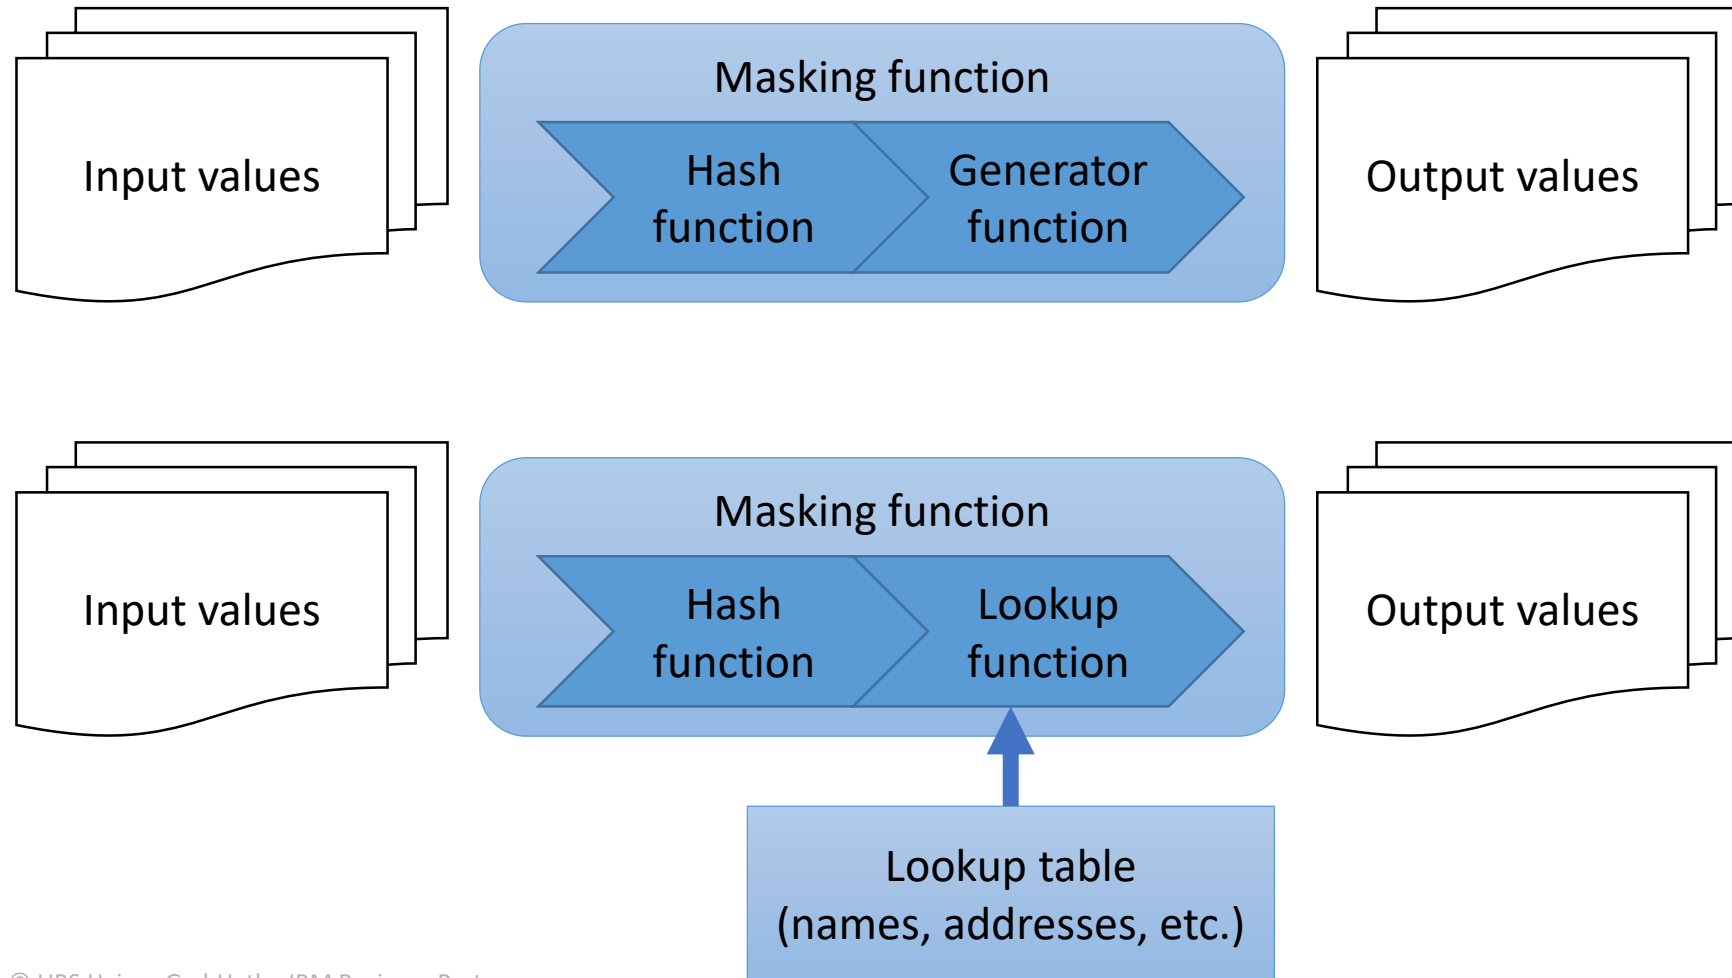 Masking function
Input values
Hash
function
Generator
function
Output values
Masking function
Input values
Hash
function
Lookup
function
Output values
Lookup table
(names, addresses, etc.)